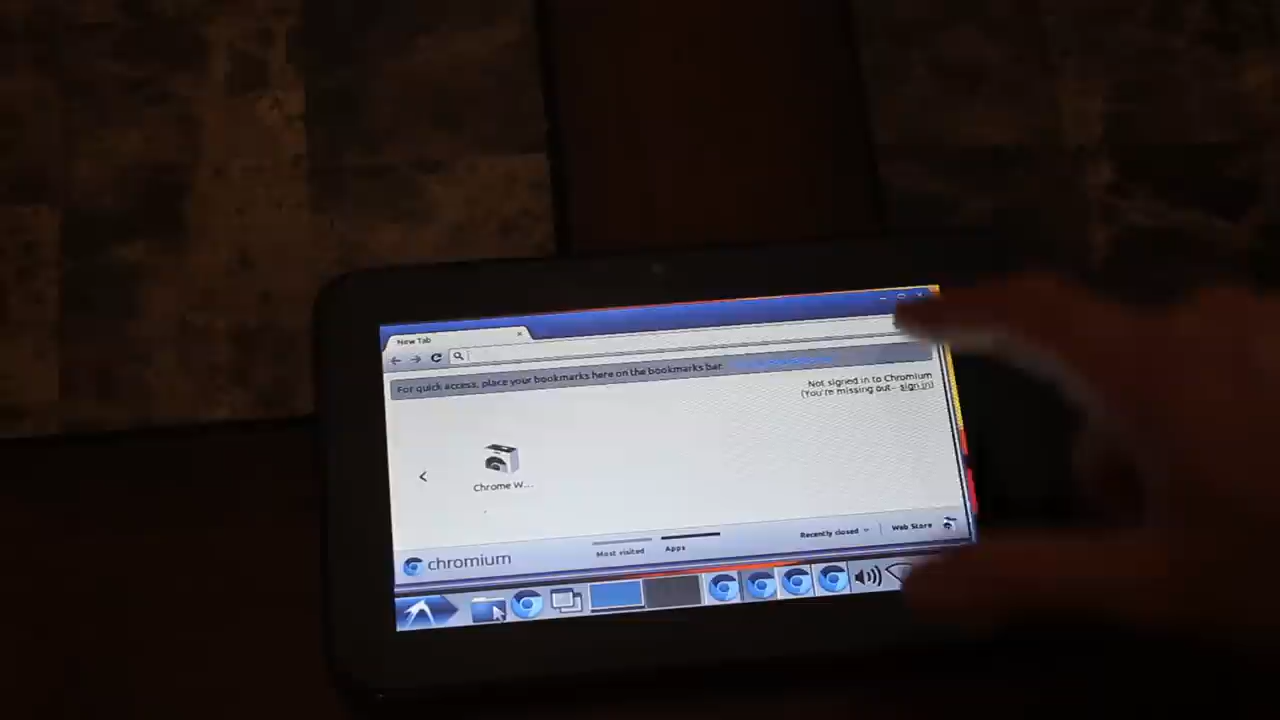 New Tab
For quick access, place your bookmarks here on the bookmarks bar.
Not signed in to Chromium
(You're missing out— sign in)
Chrome W...
chromium
Most visited
Apps
Recently closed
Web Store